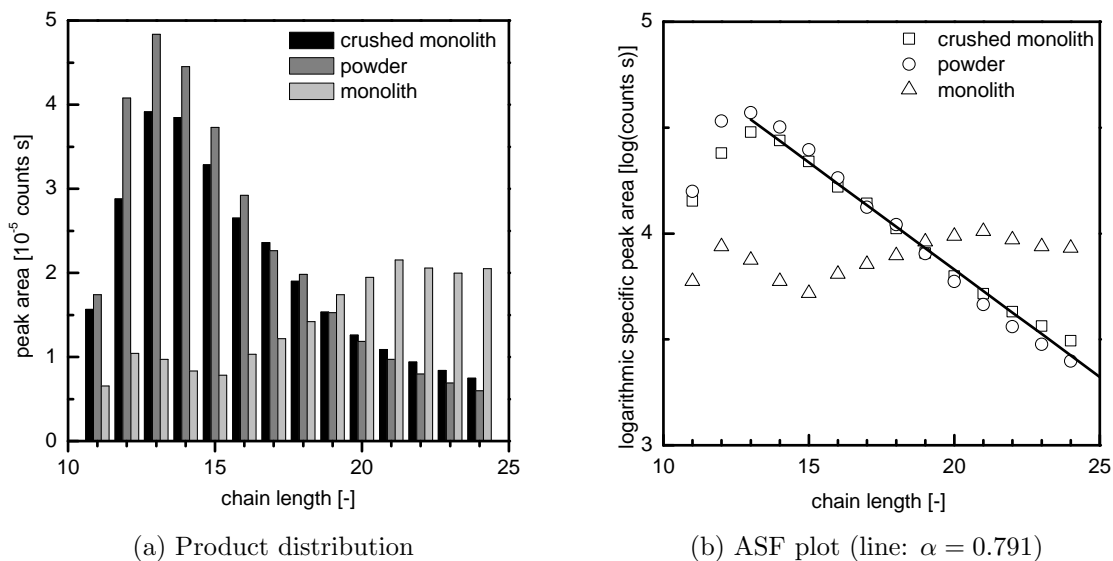 5
4
3
2
1
0
10
15
20
25
peak area [10⁻⁵ counts s]
chain length [-]
crushed monolith
powder
monolith
(a) Product distribution
5
4
3
10
15
20
25
logarithmic specific peak area [log(counts s)]
chain length [-]
crushed monolith
powder
monolith
(b) ASF plot (line: α = 0.791)